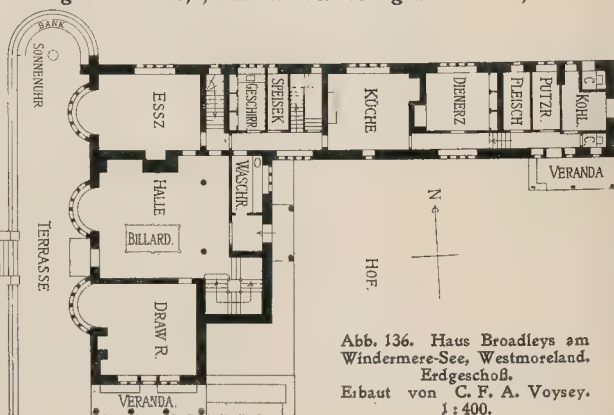 BANK
SONNENUHR
ESSZ
GESCHIRR.
SPEISEK
KÜCHE
DIENERZ
FLEISCH
PUTZR.
KOHL.
C
C
VERANDA
WASCHR.
HALLE
BILLARD.
TERRASSE
HOF.
N
DRAW R.
VERANDA.
Abb. 136. Haus Broadleys am
Windermere-See, Westmoreland.
Erdgeschoß.
Erbaut von C. F. A. Voysey.
1 : 400.